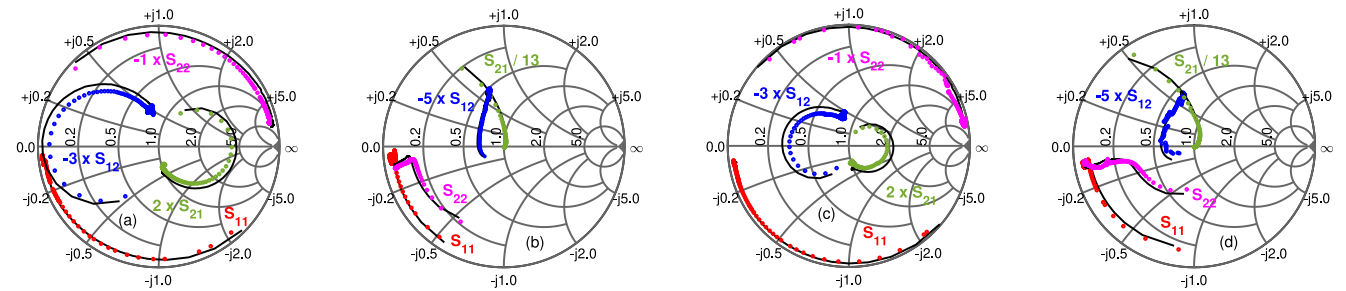 +j1.0
+j0.5
+j2.0
-1 x S22
+j0.2
+j5.0
0.0
0.2
0.5
1.0
2.0
5.0
∞
-3 x S12
2 x S21
-j0.2
-j5.0
(a)
S11
-j0.5
-j2.0
-j1.0
+j1.0
+j0.5
+j2.0
S21 / 13
+j0.2
-5 x S12
+j5.0
0.0
0.2
0.5
1.0
2.0
5.0
∞
-j0.2
-j5.0
S22
S11
(b)
-j0.5
-j2.0
-j1.0
+j1.0
+j0.5
+j2.0
-1 x S22
+j0.2
-3 x S12
+j5.0
0.0
0.2
0.5
1.0
2.0
5.0
∞
-j0.2
2 x S21
-j5.0
(c)
S11
-j0.5
-j2.0
-j1.0
+j1.0
+j0.5
+j2.0
S21 / 13
+j0.2
-5 x S12
+j5.0
0.0
0.2
0.5
1.0
2.0
5.0
∞
-j0.2
S22
-j5.0
S11
(d)
-j0.5
-j2.0
-j1.0